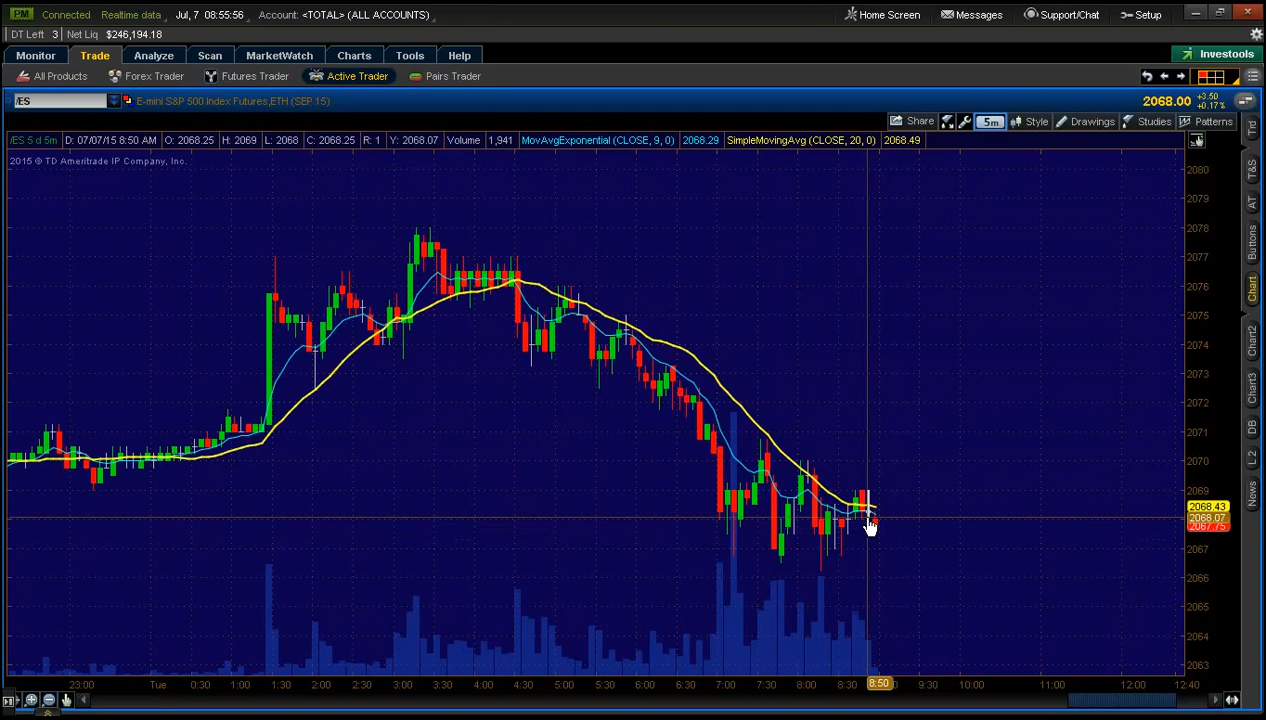 Connected Realtime data Jul, 7 08:55:56 Account: <TOTAL> (ALL ACCOUNTS) Home Screen Messages Support/Chat Setup
DT Left 3 Net Liq $246,194.18
Monitor Trade Analyze Scan MarketWatch Charts Tools Help Investools
All Products Forex Trader Futures Trader Active Trader Pairs Trader
/ES E-mini S&P 500 Index Futures,ETH (SEP 15) 2068.00 +3.50 +0.17%
Share 5m Style Drawings Studies Patterns
/ES 5 d 5m D: 07/07/15 8:50 AM O: 2068.25 H: 2069 L: 2068 C: 2068.25 R: 1 Y: 2068.07 Volume 1,941 MovAvgExponential (CLOSE, 9, 0) 2068.29 SimpleMovingAvg (CLOSE, 20, 0) 2068.49
2015 © TD Ameritrade IP Company, Inc.
2080
2079
2078
2077
2076
2075
2074
2073
2072
2071
2070
2069
2068.43
2068.07
2067.75
2067
2066
2065
2064
2063
T&S
AT
Buttons
Chart
Chart2
Chart3
DB
L 2
News
23:00 Tue 0:30 1:00 1:30 2:00 2:30 3:00 3:30 4:00 4:30 5:00 5:30 6:00 6:30 7:00 7:30 8:00 8:30 8:50 9:30 10:00 11:00 12:00 12:40